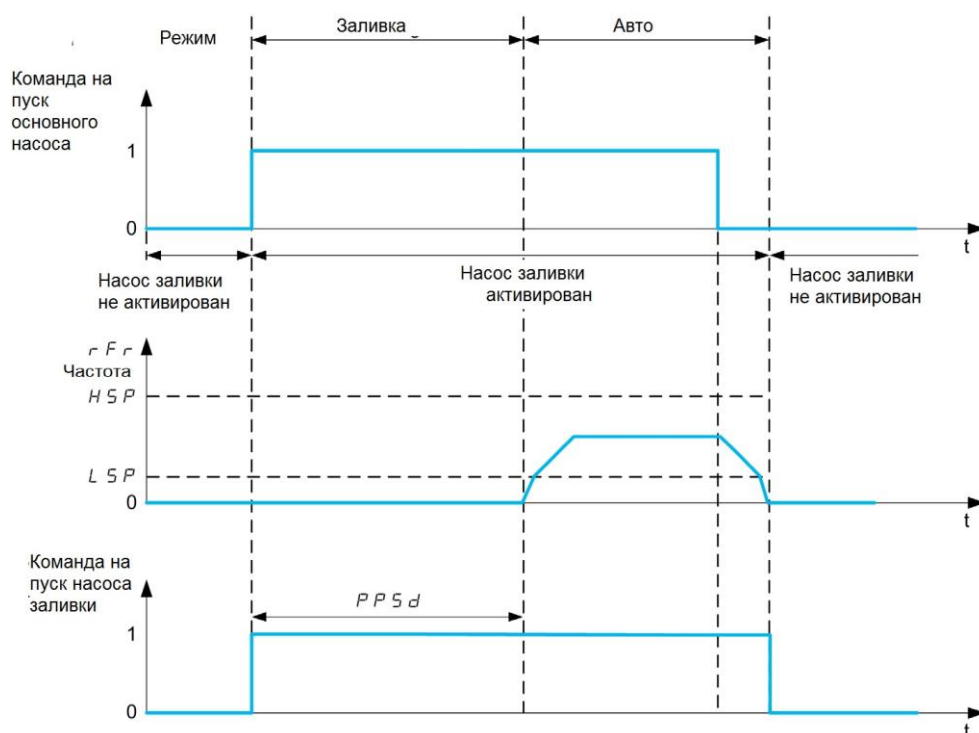 Режим
Заливка
Авто
Команда на
пуск
основного
насоса
1
0
t
Насос заливки
не активирован
Насос заливки
активирован
Насос заливки
не активирован
rFr
Частота
HSP
LSP
0
t
Команда на
пуск насоса
заливки
PPSd
1
0
t